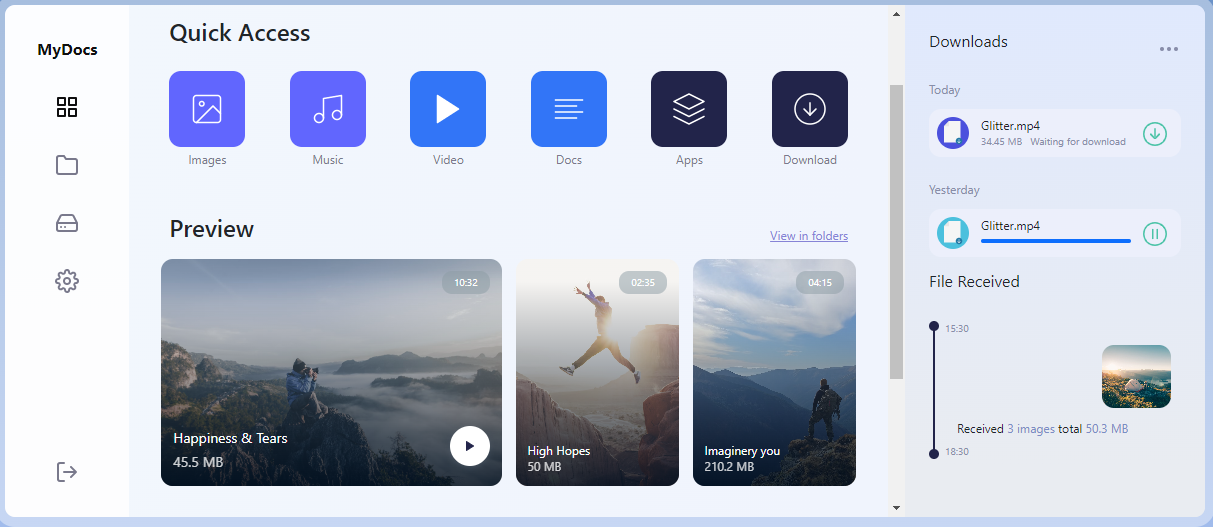 MyDocs
Quick Access
Images
Music
Video
Docs
Apps
Download
Preview
View in folders
10:32
Happiness & Tears
45.5 MB
02:35
High Hopes
50 MB
04:15
Imaginery you
210.2 MB
Downloads
Today
Glitter.mp4
34.45 MB Waiting for download
Yesterday
Glitter.mp4
File Received
15:30
Received 3 images total 50.3 MB
18:30